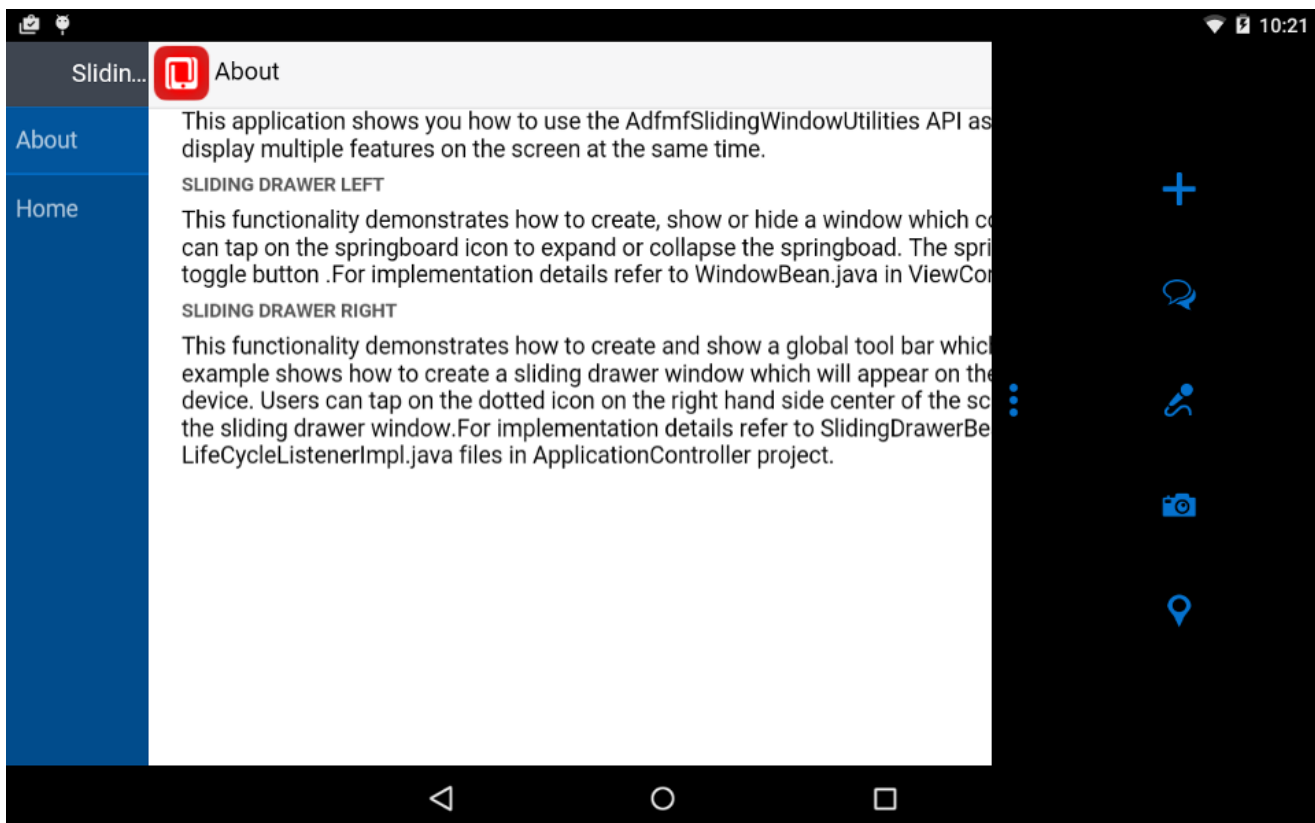 10:21
Slidin...
About
About
Home
This application shows you how to use the AdfmfSlidingWindowUtilities API as
display multiple features on the screen at the same time.
SLIDING DRAWER LEFT
This functionality demonstrates how to create, show or hide a window which co
can tap on the springboard icon to expand or collapse the springboad. The spri
toggle button .For implementation details refer to WindowBean.java in ViewCor
SLIDING DRAWER RIGHT
This functionality demonstrates how to create and show a global tool bar whicl
example shows how to create a sliding drawer window which will appear on the
device. Users can tap on the dotted icon on the right hand side center of the sc
the sliding drawer window.For implementation details refer to SlidingDrawerBe
LifeCycleListenerImpl.java files in ApplicationController project.